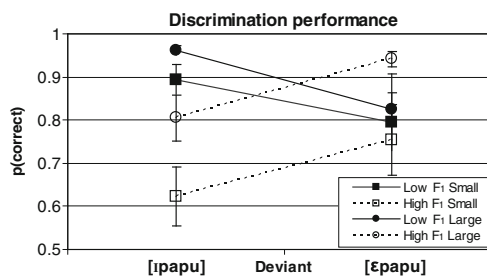 Discrimination performance
p(correct)
1
0.9
0.8
0.7
0.6
0.5
[ɪpapu] Deviant [ɛpapu]
Low F₁ Small
High F₁ Small
Low F₁ Large
High F₁ Large